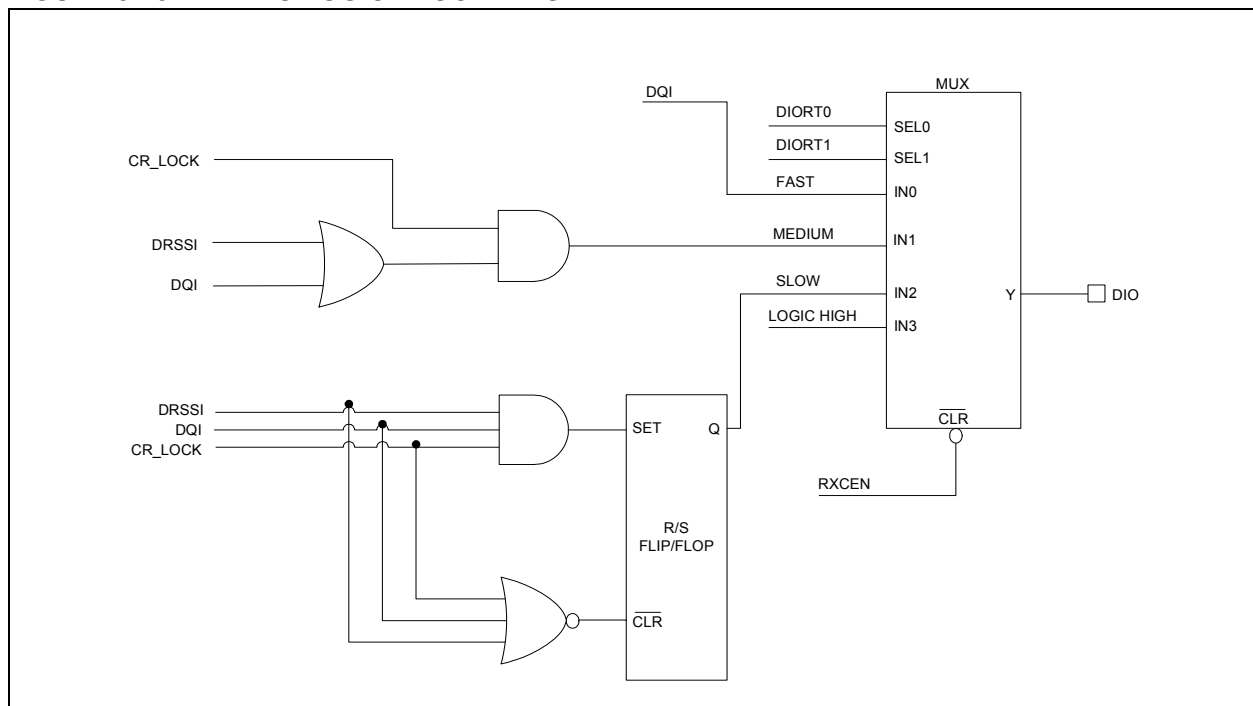 MUX
DQI
DIORT0
SEL0
DIORT1
SEL1
CR_LOCK
FAST
IN0
DRSSI
MEDIUM
IN1
DQI
SLOW
IN2
Y
DIO
LOGIC HIGH
IN3
DRSSI
DQI
CR_LOCK
SET
Q
CLR
RXCEN
R/S
FLIP/FLOP
CLR